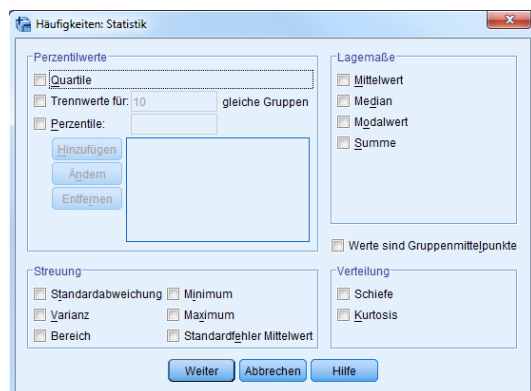 Häufigkeiten: Statistik
Perzentilwerte
Quartile
Trennwerte für: 10 gleiche Gruppen
Perzentile:
Hinzufügen
Ändern
Entfernen
Lagemaße
Mittelwert
Median
Modalwert
Summe
Werte sind Gruppenmittelpunkte
Streuung
Standardabweichung Minimum
Varianz Maximum
Bereich Standardfehler Mittelwert
Verteilung
Schiefe
Kurtosis
Weiter Abbrechen Hilfe